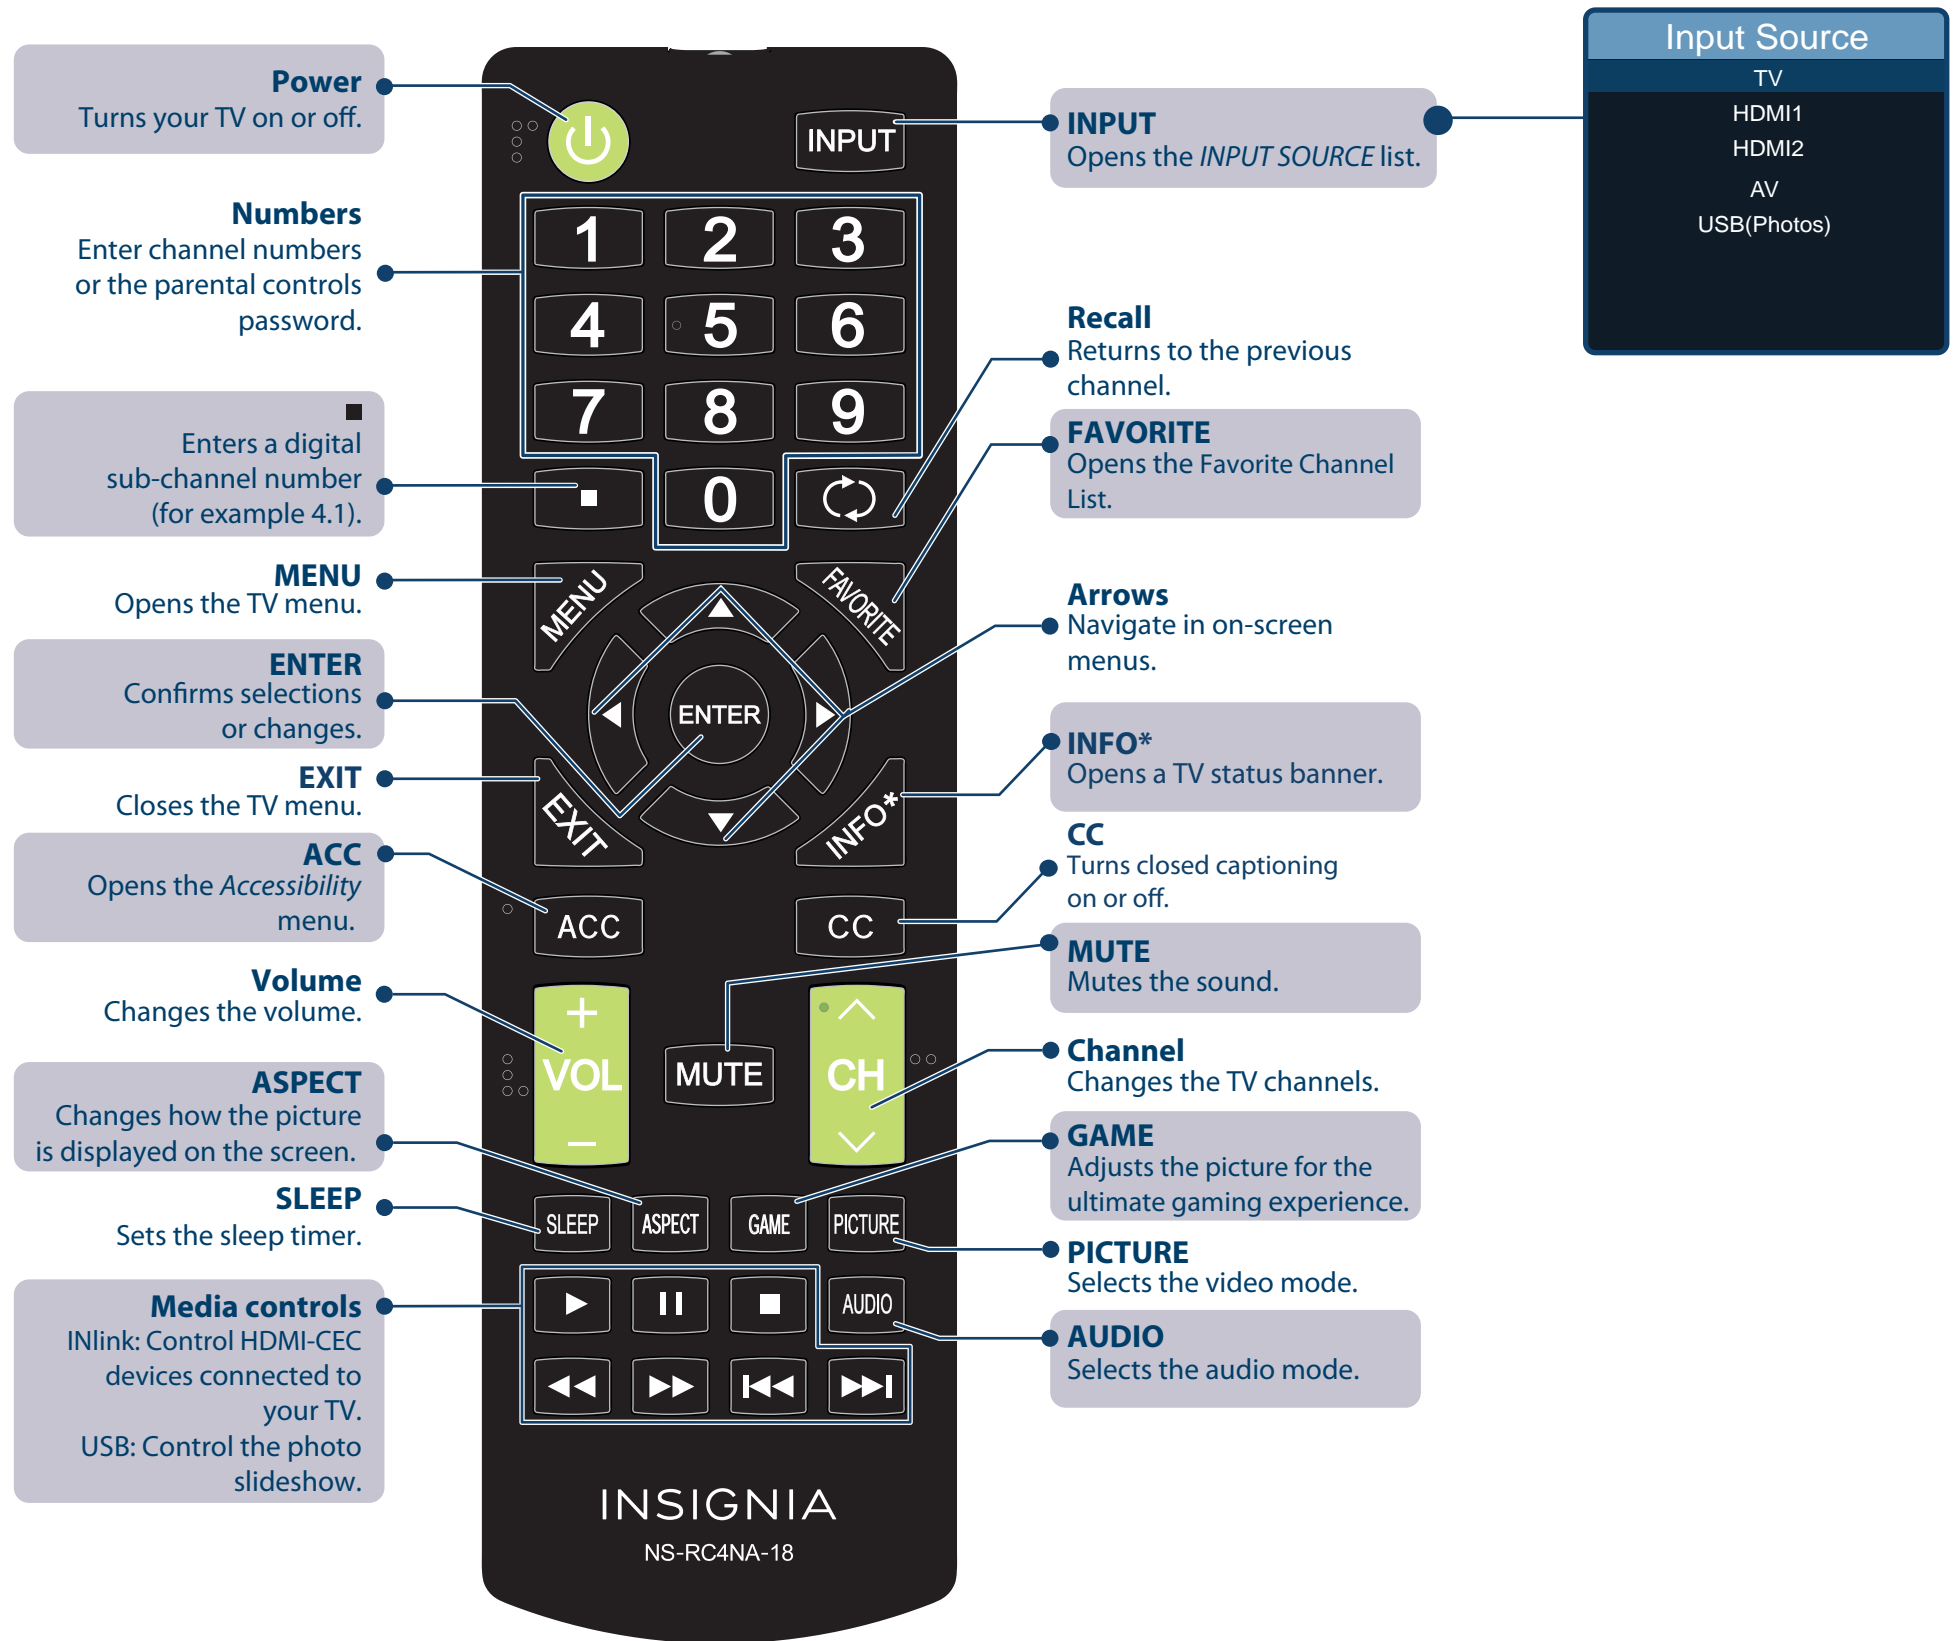 Power
Turns your TV on or off.
Numbers
Enter channel numbers
or the parental controls
password.
■
Enters a digital
sub-channel number
(for example 4.1).
MENU
Opens the TV menu.
ENTER
Confirms selections
or changes.
EXIT
Closes the TV menu.
ACC
Opens the Accessibility
menu.
Volume
Changes the volume.
ASPECT
Changes how the picture
is displayed on the screen.
SLEEP
Sets the sleep timer.
Media controls
INlink: Control HDMI-CEC
devices connected to
your TV.
USB: Control the photo
slideshow.
INPUT
1 2 3
4 5 6
7 8 9
0
MENU
FAVORITE
ENTER
EXIT
INFO*
ACC
CC
+
VOL
–
MUTE
CH
SLEEP
ASPECT
GAME
PICTURE
AUDIO
INSIGNIA
NS-RC4NA-18
INPUT
Opens the INPUT SOURCE list.
Recall
Returns to the previous
channel.
FAVORITE
Opens the Favorite Channel
List.
Arrows
Navigate in on-screen
menus.
INFO*
Opens a TV status banner.
CC
Turns closed captioning
on or off.
MUTE
Mutes the sound.
Channel
Changes the TV channels.
GAME
Adjusts the picture for the
ultimate gaming experience.
PICTURE
Selects the video mode.
AUDIO
Selects the audio mode.
Input Source
TV
HDMI1
HDMI2
AV
USB(Photos)